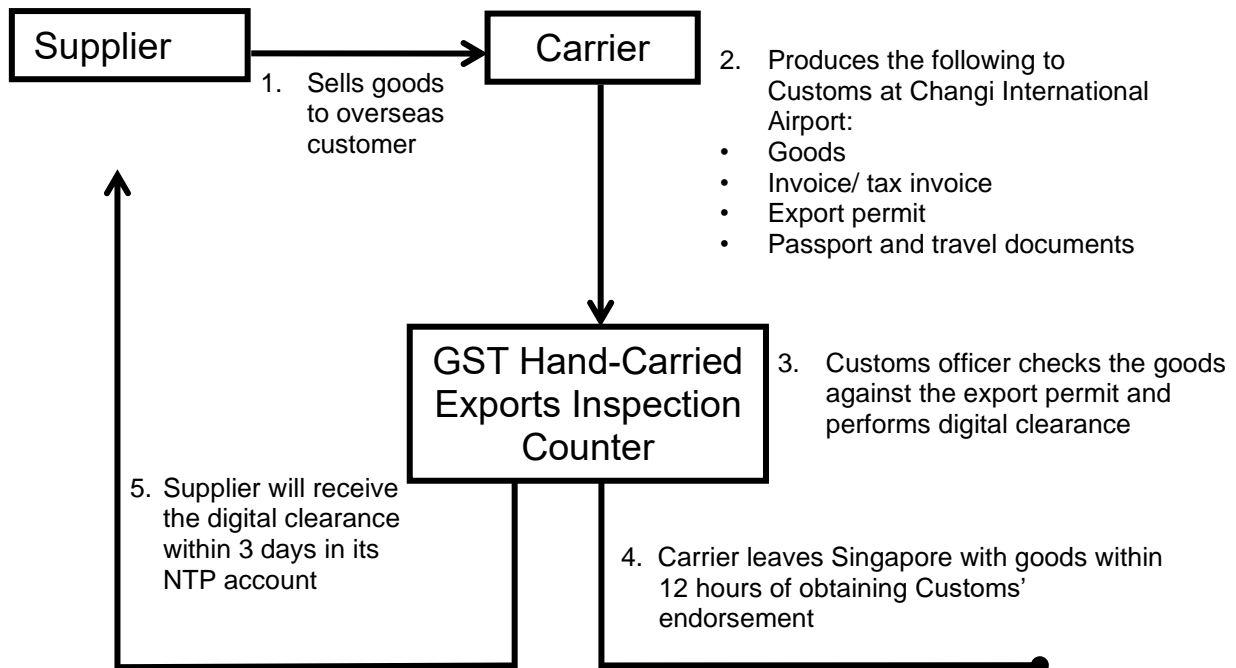 Supplier
Carrier
1. Sells goods
to overseas
customer
2. Produces the following to
Customs at Changi International
Airport:
• Goods
• Invoice/ tax invoice
• Export permit
• Passport and travel documents
GST Hand-Carried
Exports Inspection
Counter
3. Customs officer checks the goods
against the export permit and
performs digital clearance
5. Supplier will receive
the digital clearance
within 3 days in its
NTP account
4. Carrier leaves Singapore with goods within
12 hours of obtaining Customs’
endorsement